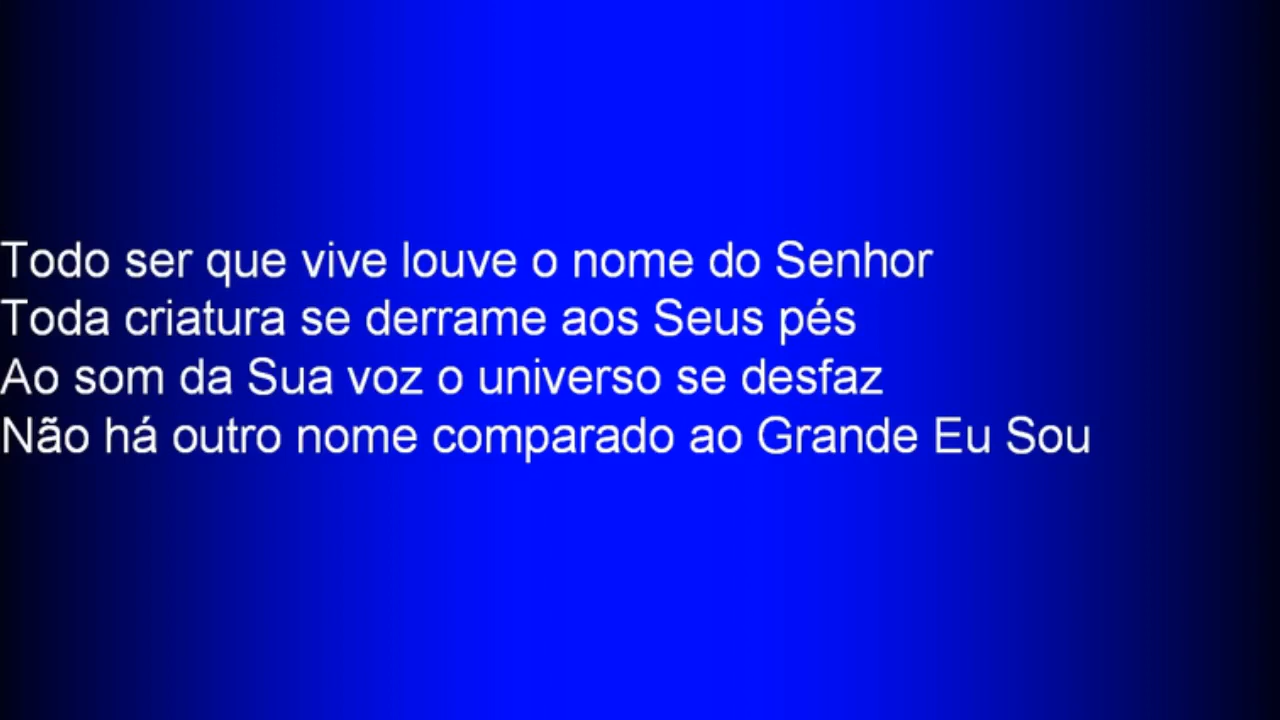 Todo ser que vive louve o nome do Senhor
Toda criatura se derrame aos Seus pés
Ao som da Sua voz o universo se desfaz
Não há outro nome comparado ao Grande Eu Sou